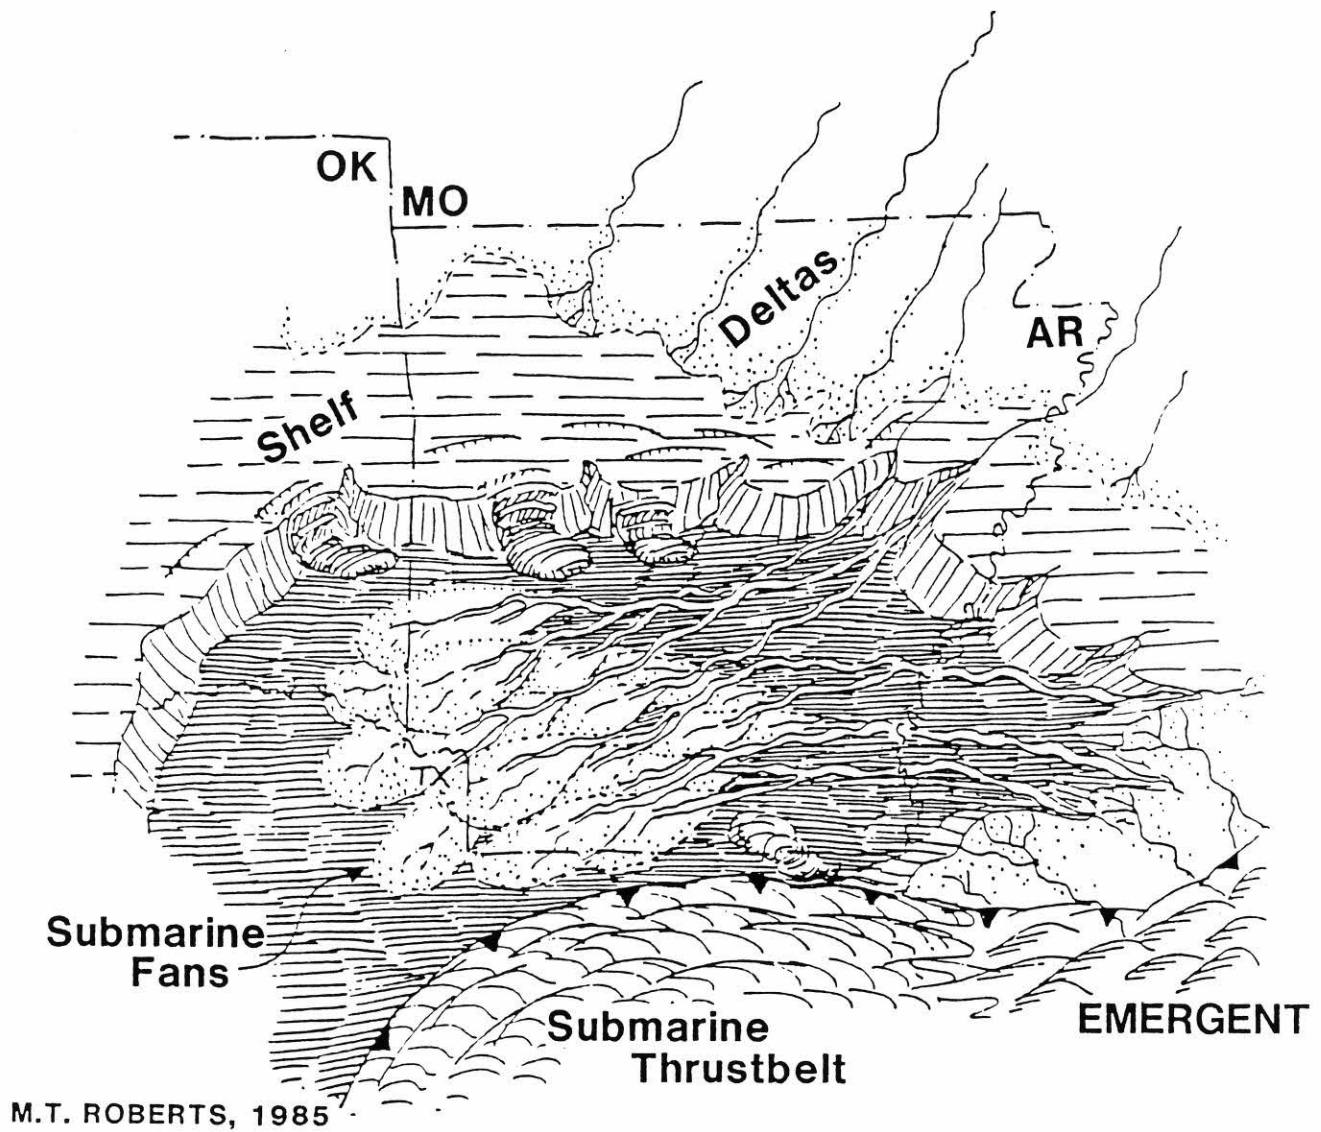 OK
MO
Deltas
AR
Shelf
TX
Submarine
Fans
Submarine
Thrustbelt
EMERGENT
M.T. ROBERTS, 1985